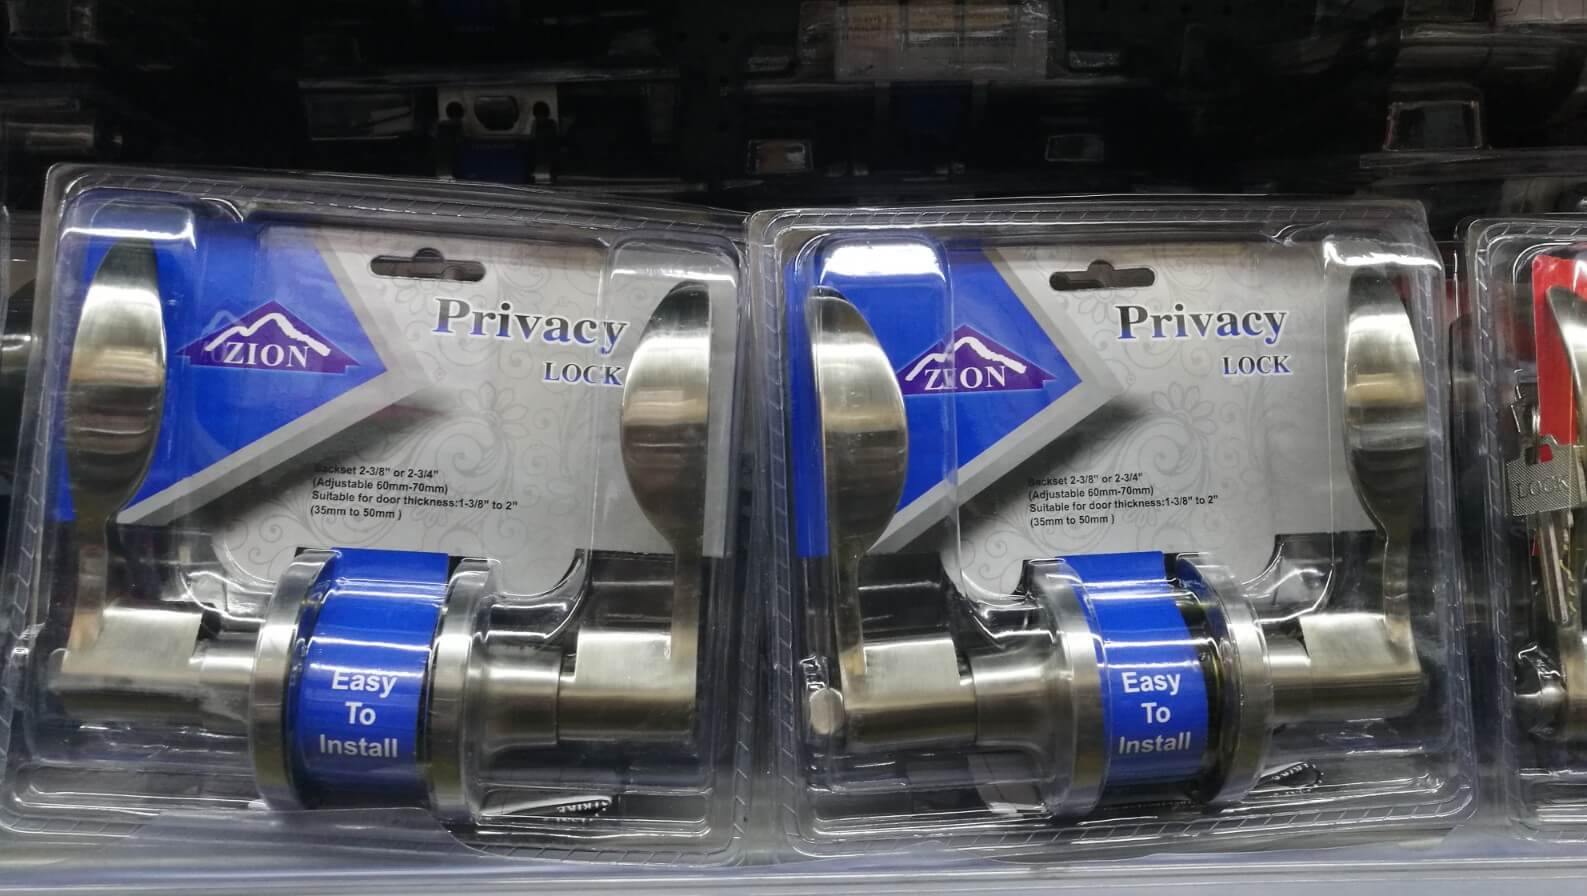 ZION
Privacy
LOCK
Backset 2-3/8" or 2-3/4"
(Adjustable 60mm-70mm)
Suitable for door thickness:1-3/8" to 2"
(35mm to 50mm )
Easy
To
Install
ZION
Privacy
LOCK
Backset 2-3/8" or 2-3/4"
(Adjustable 60mm-70mm)
Suitable for door thickness:1-3/8" to 2"
(35mm to 50mm )
Easy
To
Install
LOCK